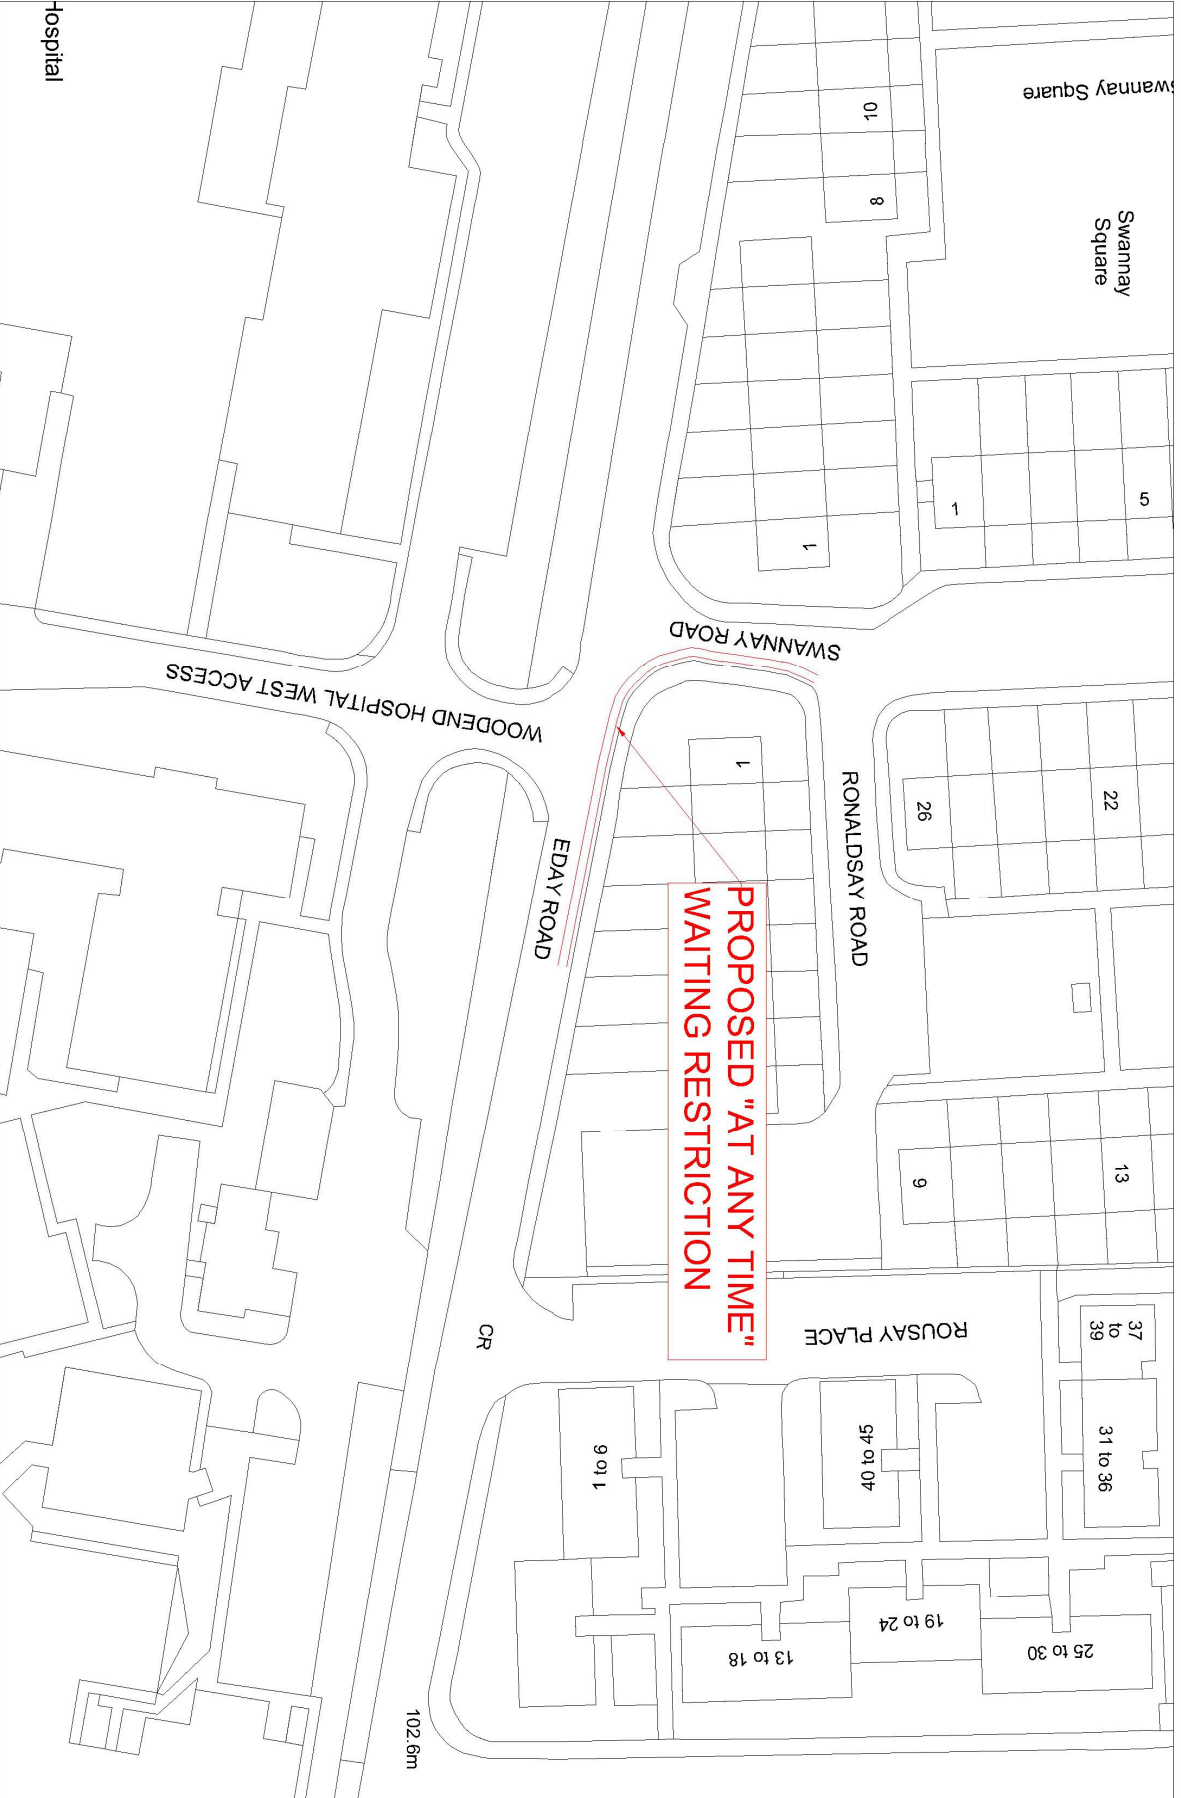 Hospital
wannay Square
10
8
Swannay
Square
1
5
1
SWANNAY ROAD
WOODEND HOSPITAL WEST ACCESS
1
RONALDSAY ROAD
26
22
EDAY ROAD
PROPOSED "AT ANY TIME"
WAITING RESTRICTION
9
13
CR
ROUSAY PLACE
37
to
39
31 to 36
40 to 45
1 to 6
13 to 18
19 to 24
25 to 30
102.6m